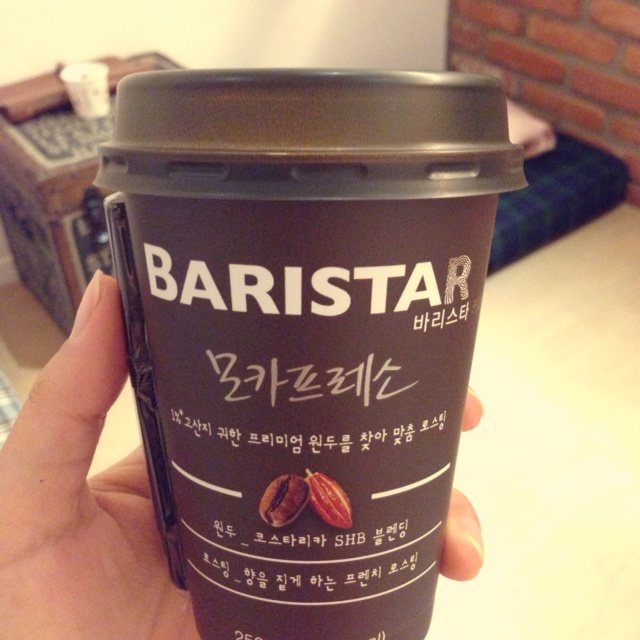 BARISTAR
바리스타
모카프레소
1% 고산지 귀한 프리미엄 원두를 찾아 맞춤 로스팅
원두_코스타리카 SHB 블렌딩
로스팅_향을 짙게 하는 프렌치 로스팅